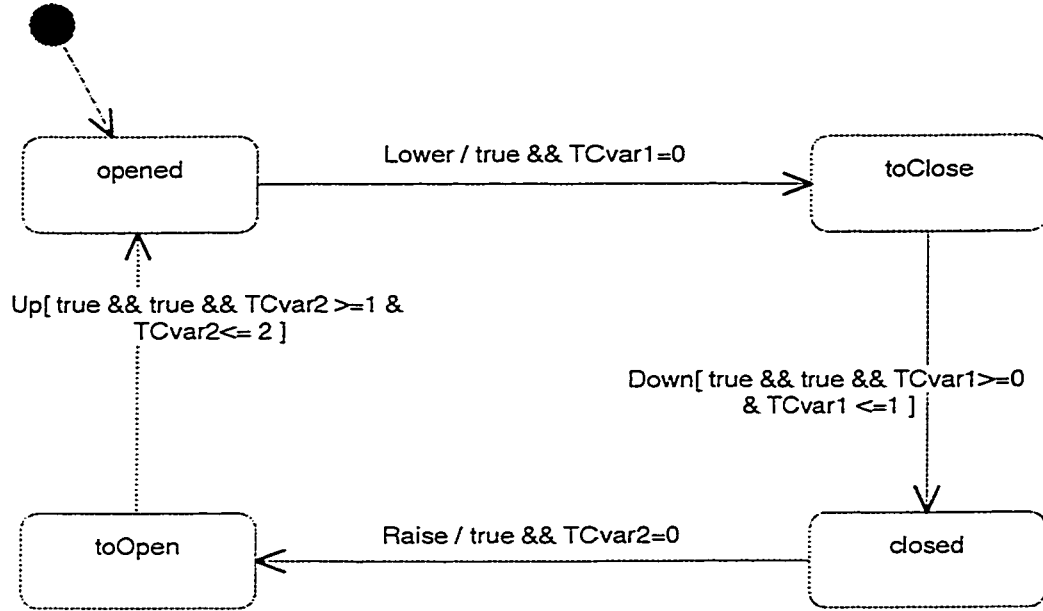 opened
Lower / true && TCvar1=0
toClose
Up[ true && true && TCvar2 >=1 &
TCvar2<= 2 ]
Down[ true && true && TCvar1>=0
& TCvar1 <=1 ]
toOpen
Raise / true && TCvar2=0
closed